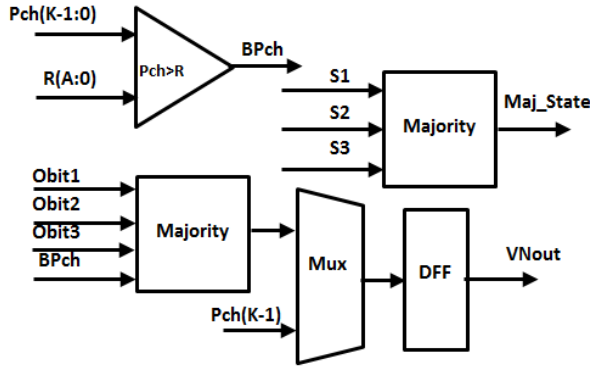 Pch(K-1:0)
R(A:0)
Pch>R
BPch
S1
S2
S3
Majority
Maj_State
Obit1
Obit2
Obit3
BPch
Majority
Pch(K-1)
Mux
DFF
VNout